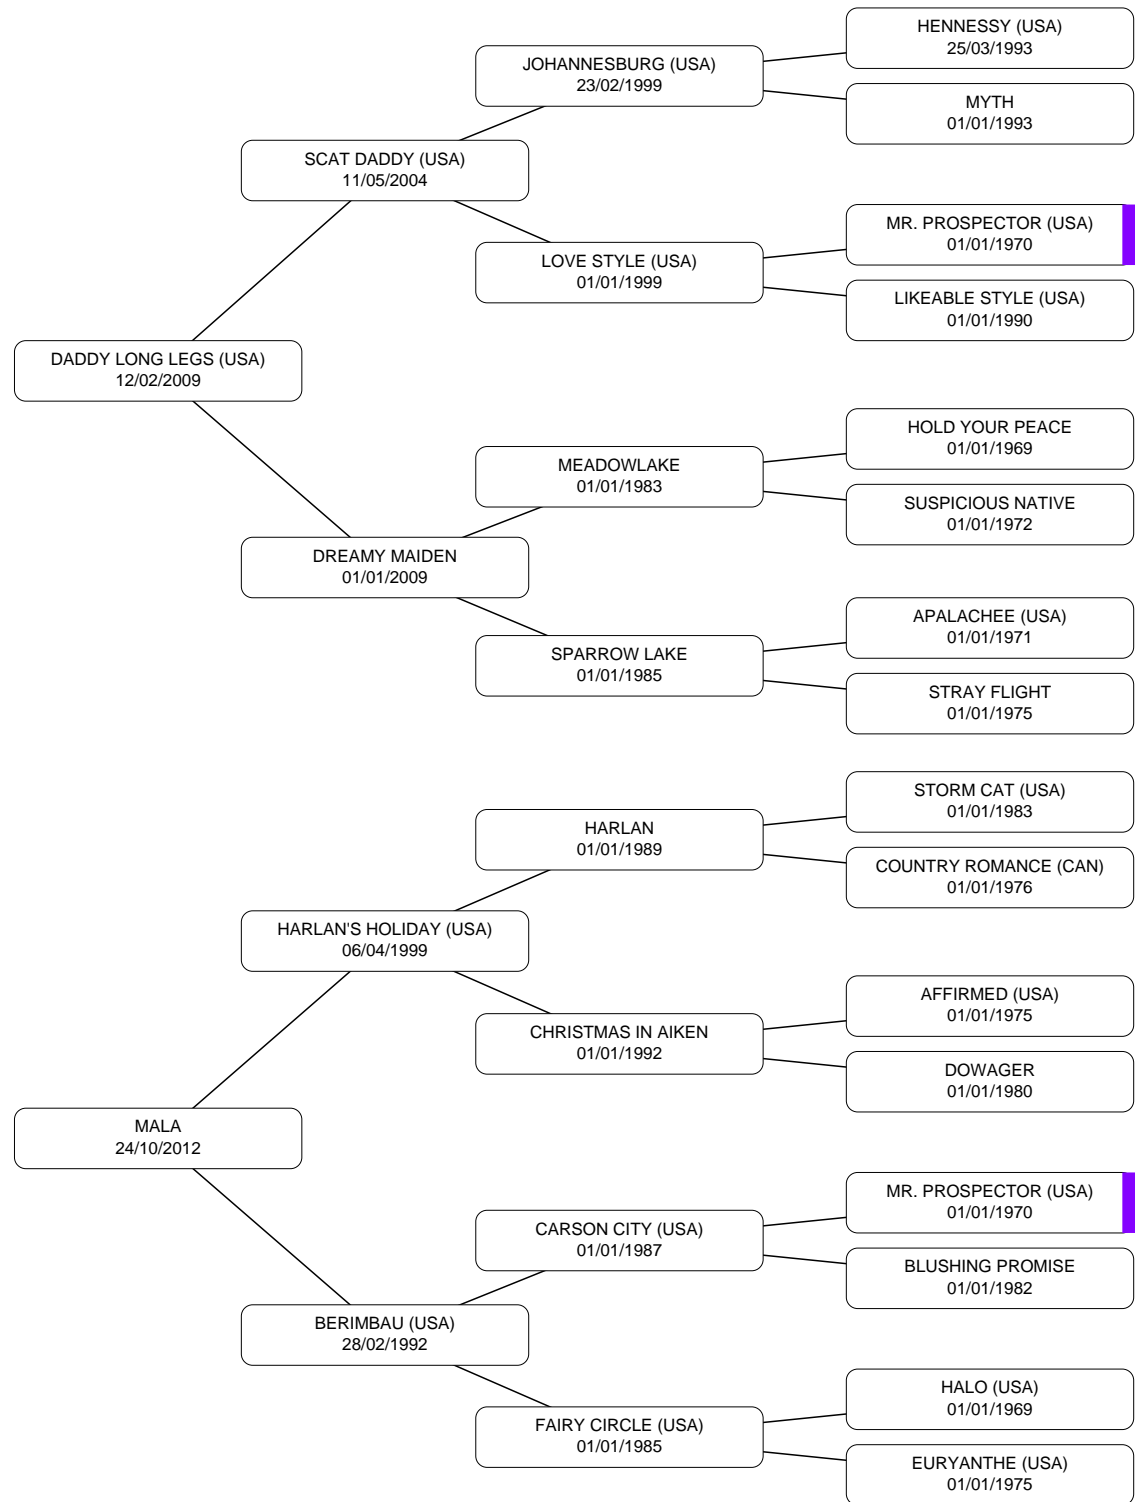 HENNESSY (USA)
25/03/1993
JOHANNESBURG (USA)
23/02/1999
MYTH
01/01/1993
SCAT DADDY (USA)
11/05/2004
MR. PROSPECTOR (USA)
01/01/1970
LOVE STYLE (USA)
01/01/1999
LIKEABLE STYLE (USA)
01/01/1990
DADDY LONG LEGS (USA)
12/02/2009
HOLD YOUR PEACE
01/01/1969
MEADOWLAKE
01/01/1983
SUSPICIOUS NATIVE
01/01/1972
DREAMY MAIDEN
01/01/2009
APALACHEE (USA)
01/01/1971
SPARROW LAKE
01/01/1985
STRAY FLIGHT
01/01/1975
STORM CAT (USA)
01/01/1983
HARLAN
01/01/1989
COUNTRY ROMANCE (CAN)
01/01/1976
HARLAN'S HOLIDAY (USA)
06/04/1999
AFFIRMED (USA)
01/01/1975
CHRISTMAS IN AIKEN
01/01/1992
DOWAGER
01/01/1980
MALA
24/10/2012
MR. PROSPECTOR (USA)
01/01/1970
CARSON CITY (USA)
01/01/1987
BLUSHING PROMISE
01/01/1982
BERIMBAU (USA)
28/02/1992
HALO (USA)
01/01/1969
FAIRY CIRCLE (USA)
01/01/1985
EURYANTHE (USA)
01/01/1975